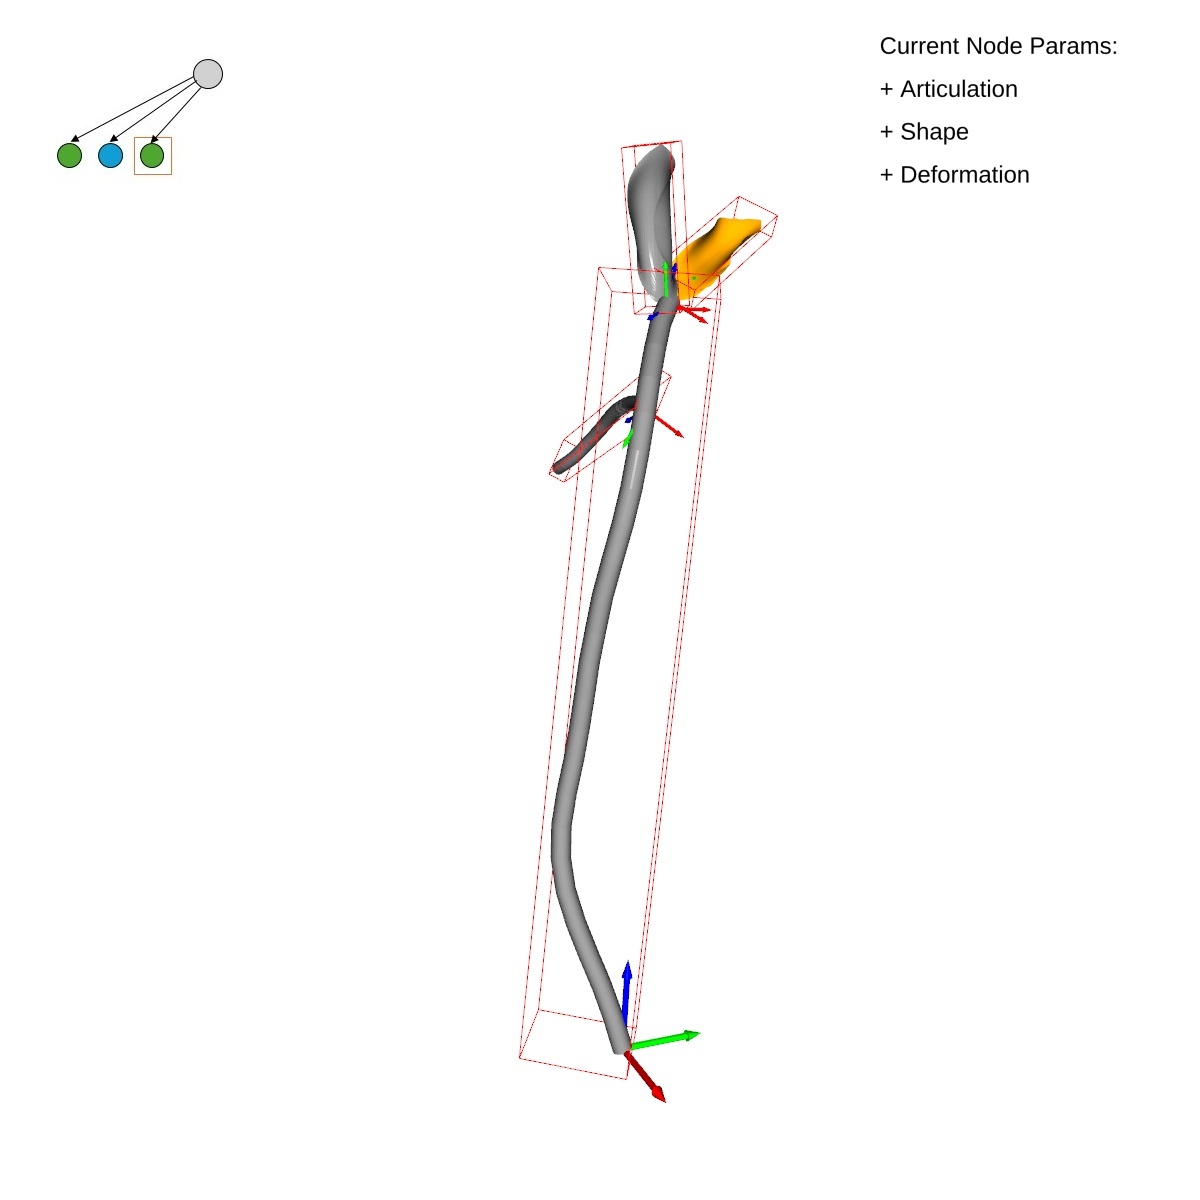 Current Node Params:
+ Articulation
+ Shape
+ Deformation